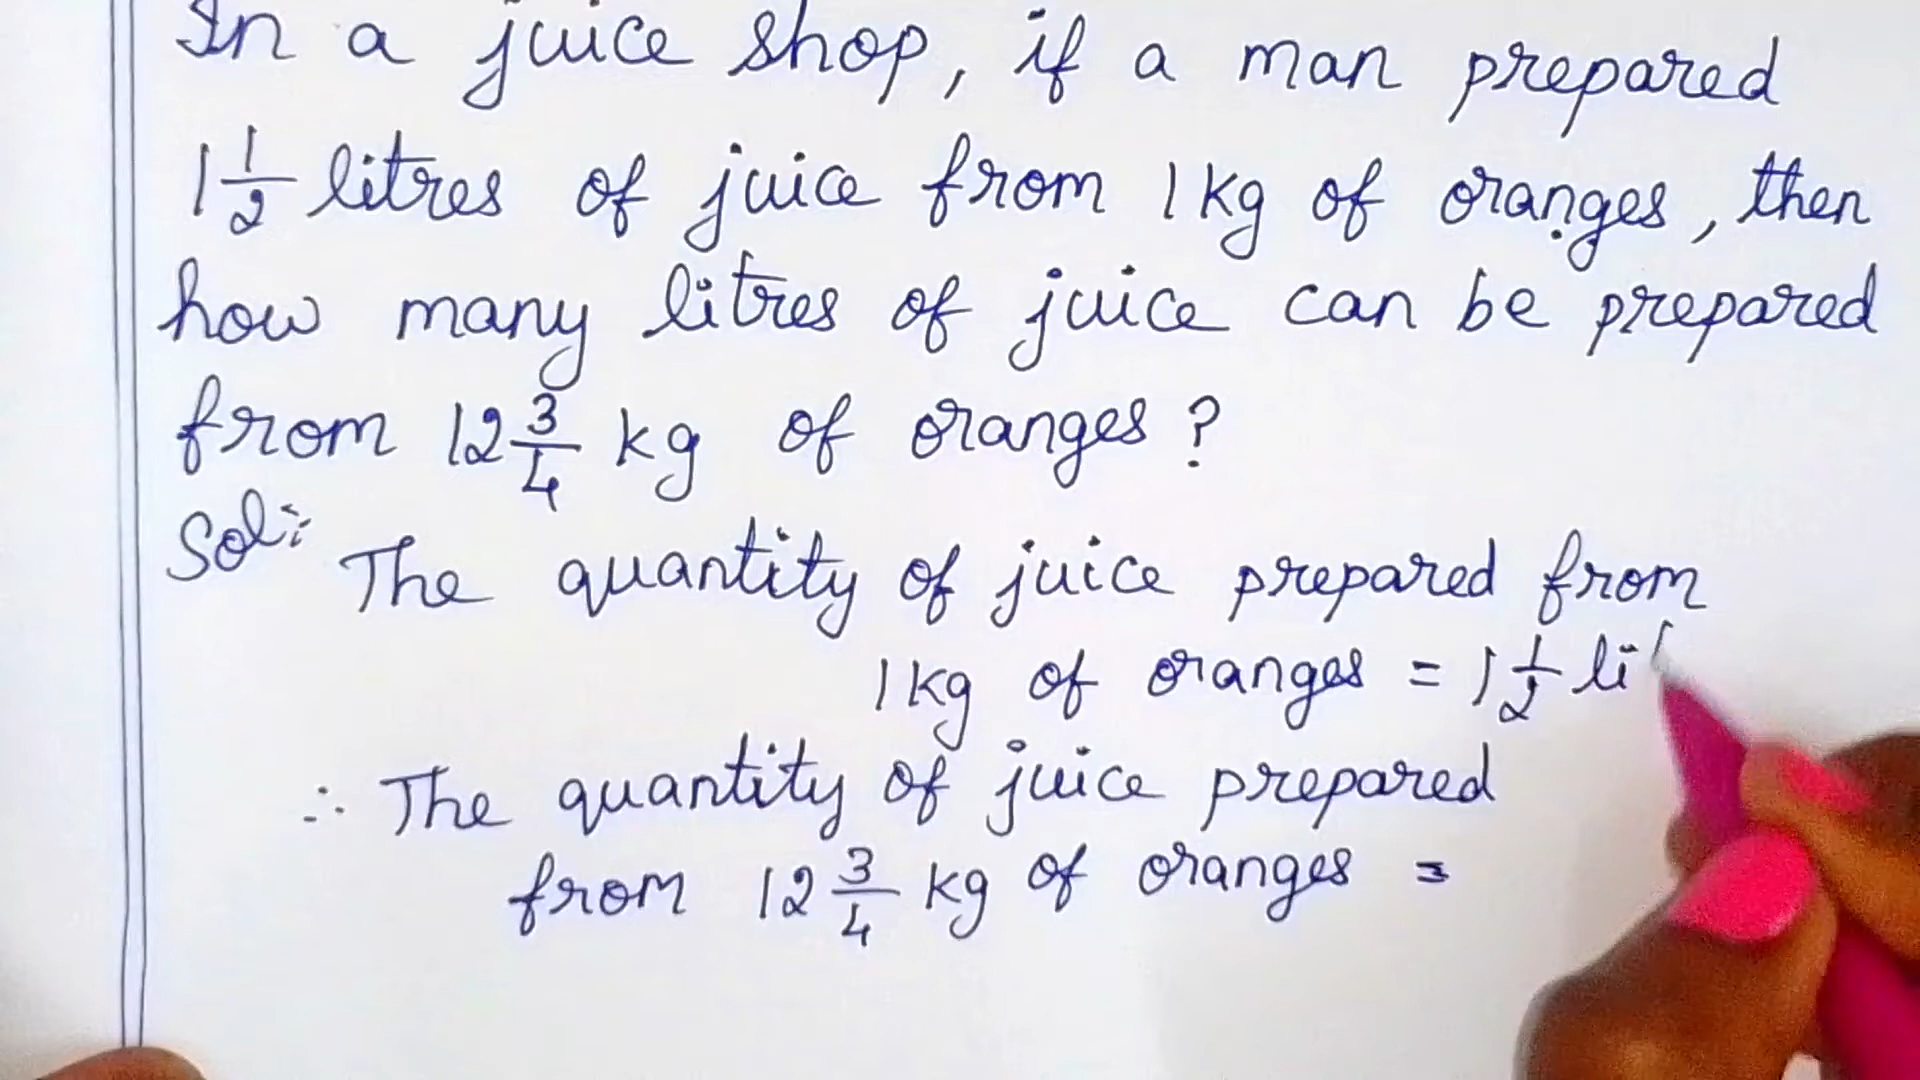 In a juice shop, if a man prepared
1 1/2 litres of juice from 1 kg of oranges, then
how many litres of juice can be prepared
from 12 3/4 kg of oranges?
Sol:-
The quantity of juice prepared from
1 kg of oranges = 1 1/2 lit
∴ The quantity of juice prepared
from 12 3/4 kg of oranges =